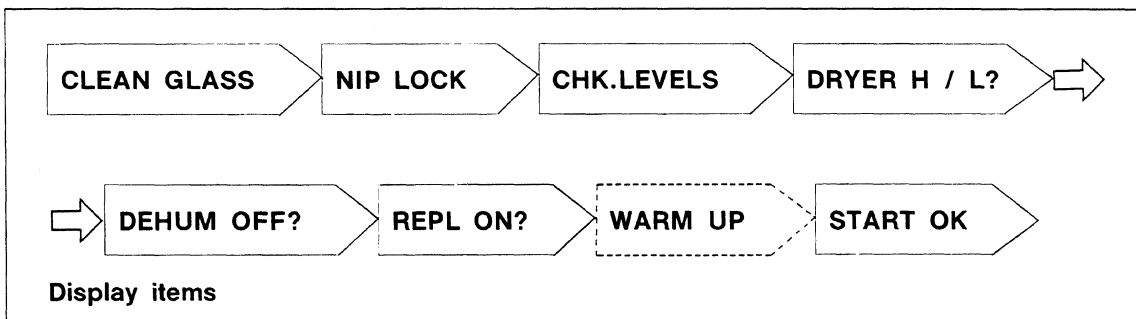 CLEAN GLASS NIP LOCK CHK.LEVELS DRYER H / L?
DEHUM OFF? REPL ON? WARM UP START OK
Display items